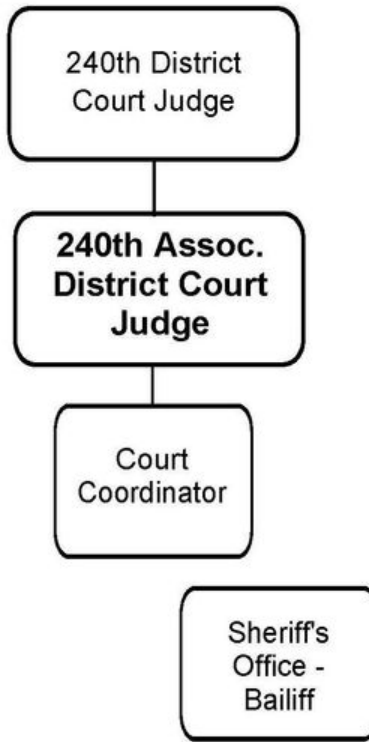 240th District
Court Judge
240th Assoc.
District Court
Judge
Court
Coordinator
Sheriff's
Office -
Bailiff